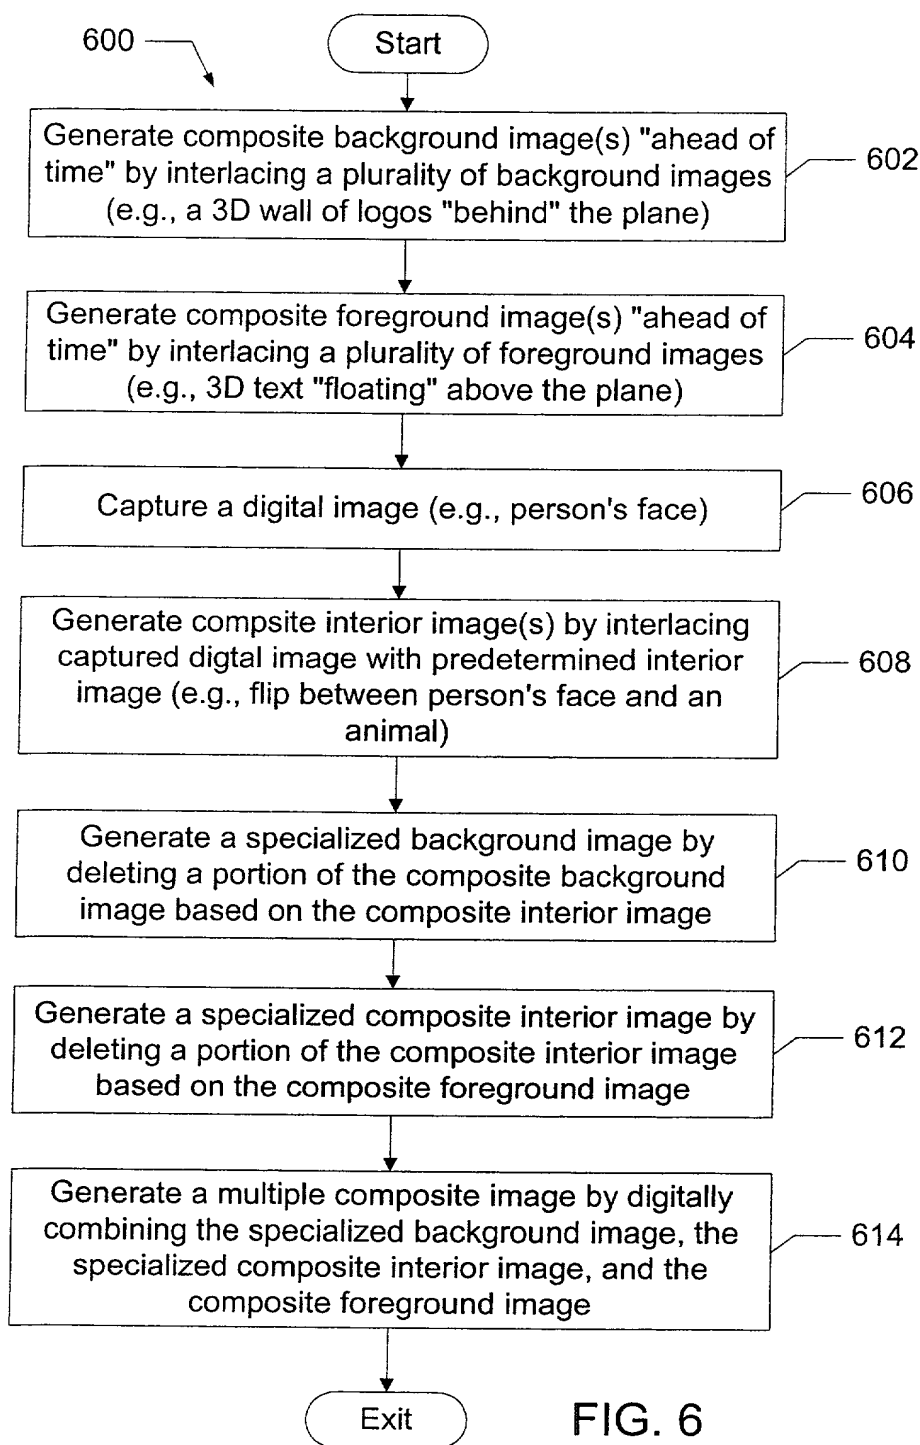 600
Start
Generate composite background image(s) "ahead of
time" by interlacing a plurality of background images
(e.g., a 3D wall of logos "behind" the plane)
602
Generate composite foreground image(s) "ahead of
time" by interlacing a plurality of foreground images
(e.g., 3D text "floating" above the plane)
604
Capture a digital image (e.g., person's face)
606
Generate compsite interior image(s) by interlacing
captured digtal image with predetermined interior
image (e.g., flip between person's face and an
animal)
608
Generate a specialized background image by
deleting a portion of the composite background
image based on the composite interior image
610
Generate a specialized composite interior image by
deleting a portion of the composite interior image
based on the composite foreground image
612
Generate a multiple composite image by digitally
combining the specialized background image, the
specialized composite interior image, and the
composite foreground image
614
Exit
FIG. 6